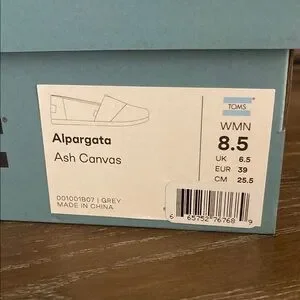 TOMS
WMN
Alpargata
8.5
Ash Canvas
UK 6.5
EUR 39
CM 25.5
001001B07 | GREY
MADE IN CHINA
6 65752 76768 9